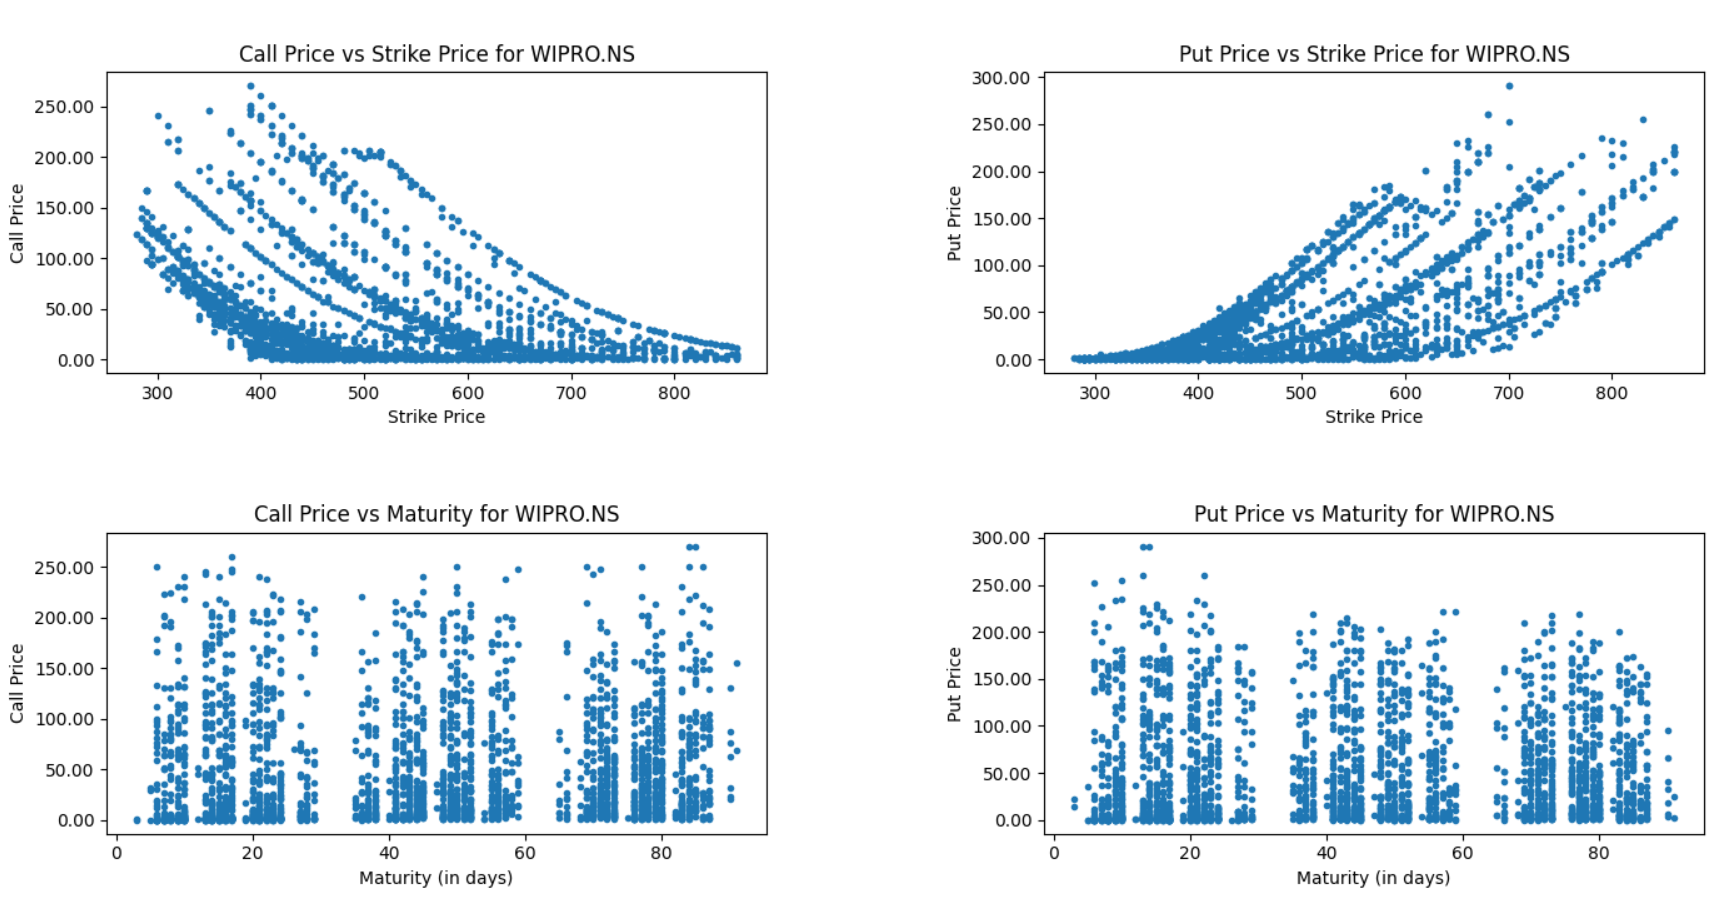 Call Price vs Strike Price for WIPRO.NS
Call Price
250.00
200.00
150.00
100.00
50.00
0.00
300 400 500 600 700 800
Strike Price
Put Price vs Strike Price for WIPRO.NS
Put Price
300.00
250.00
200.00
150.00
100.00
50.00
0.00
300 400 500 600 700 800
Strike Price
Call Price vs Maturity for WIPRO.NS
Call Price
250.00
200.00
150.00
100.00
50.00
0.00
0 20 40 60 80
Maturity (in days)
Put Price vs Maturity for WIPRO.NS
Put Price
300.00
250.00
200.00
150.00
100.00
50.00
0.00
0 20 40 60 80
Maturity (in days)